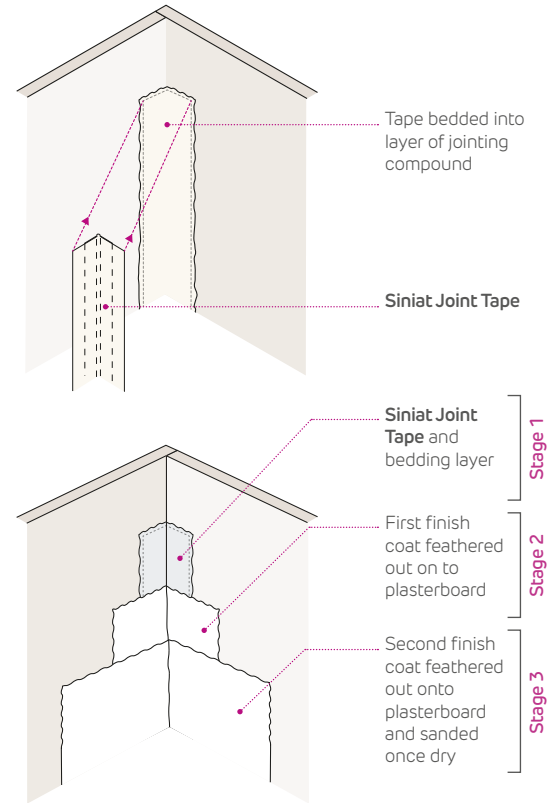 Tape bedded into
layer of jointing
compound
Siniat Joint Tape
Siniat Joint
Tape and
bedding layer
Stage 1
First finish
coat feathered
out on to
plasterboard
Stage 2
Second finish
coat feathered
out onto
plasterboard
and sanded
once dry
Stage 3